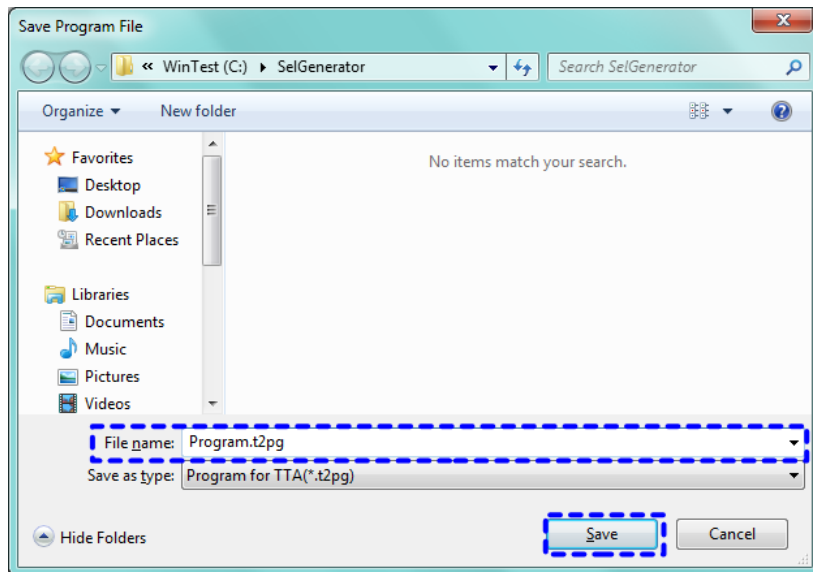 Save Program File
« WinTest (C:) SelGenerator Search SelGenerator
Organize New folder
Favorites
Desktop
Downloads
Recent Places
Libraries
Documents
Music
Pictures
Videos
No items match your search.
File name: Program.t2pg
Save as type: Program for TTA(*.t2pg)
Hide Folders Save Cancel